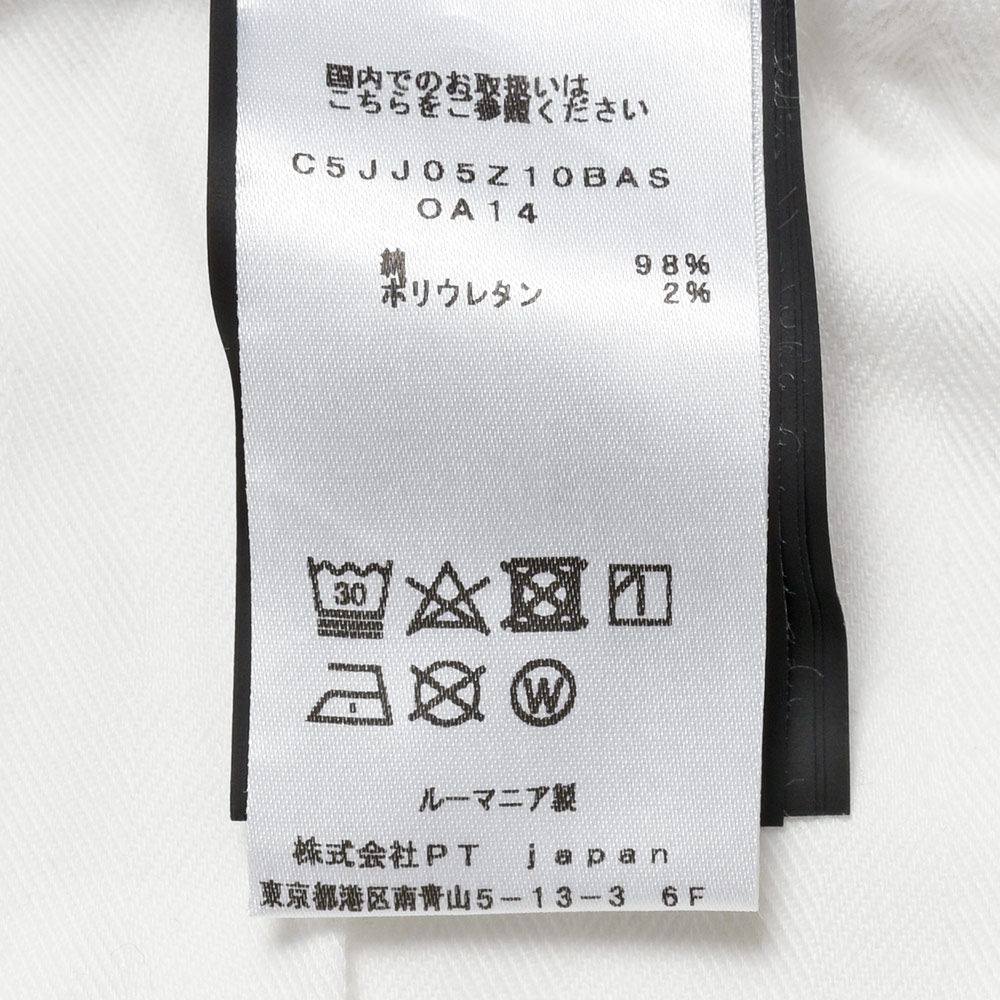 国内でのお取扱いは
こちらをご参照ください
C5JJ05Z10BAS
OA14
綿 98%
ポリウレタン 2%
30
W
ルーマニア製
株式会社PT japan
東京都港区南青山5-13-3 6F